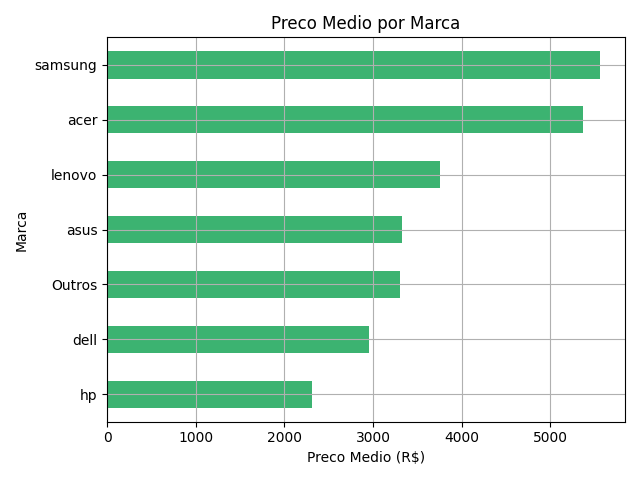 Preco Medio por Marca
samsung
acer
lenovo
asus
Outros
dell
hp
Marca
0 1000 2000 3000 4000 5000
Preco Medio (R$)